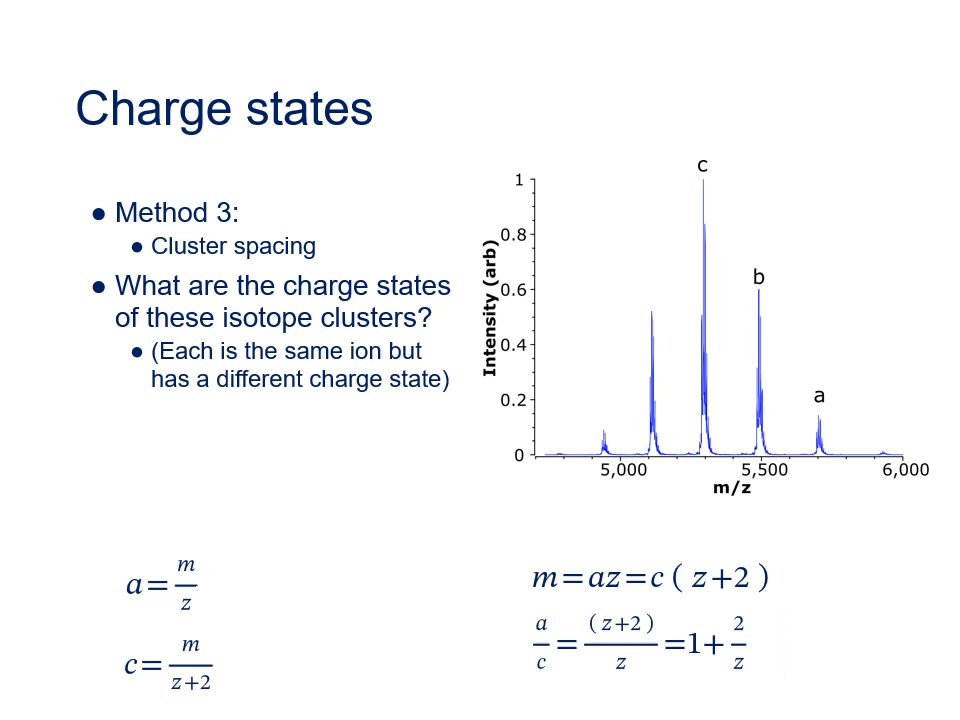 Charge states
● Method 3:
● Cluster spacing
● What are the charge states
of these isotope clusters?
● (Each is the same ion but
has a different charge state)
c
b
a
1
0.8
0.6
0.4
0.2
0
Intensity (arb)
5,000 5,500 6,000
m/z
a = m/z
c = m/(z+2)
m = az = c ( z+2 )
a/c = ( z+2 )/z = 1 + 2/z